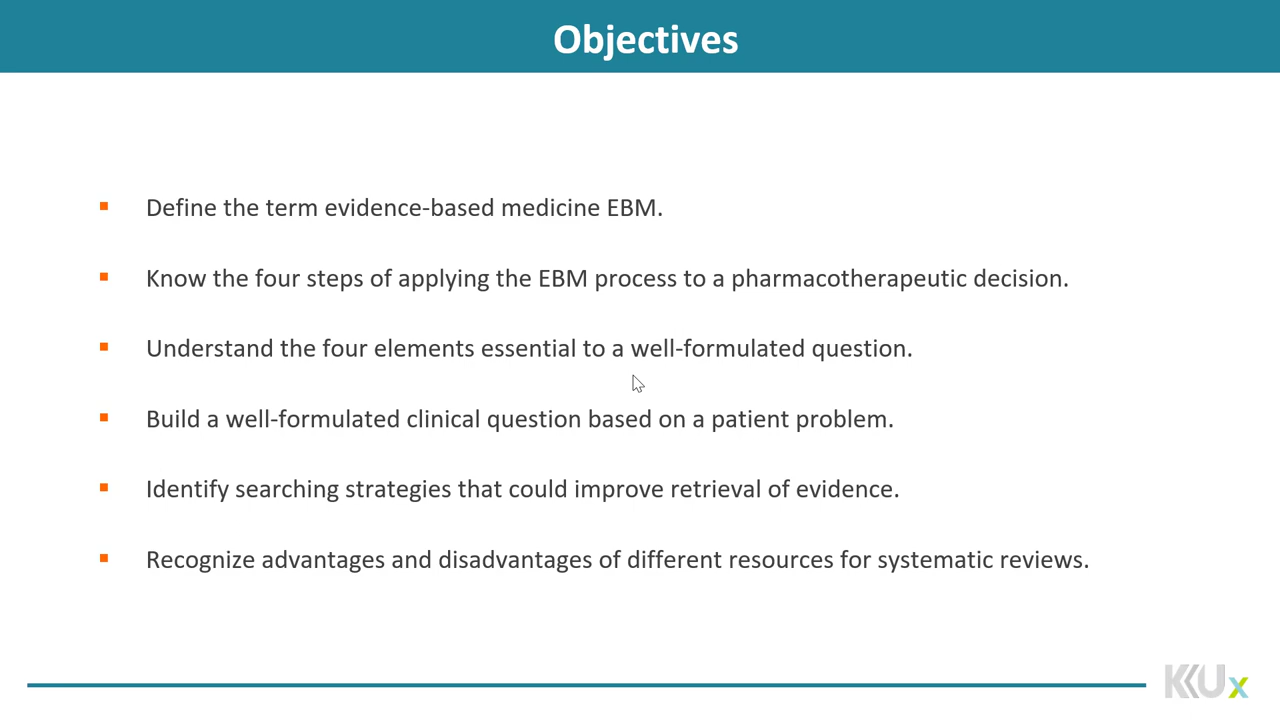 Objectives
▪ Define the term evidence-based medicine EBM.
▪ Know the four steps of applying the EBM process to a pharmacotherapeutic decision.
▪ Understand the four elements essential to a well-formulated question.
▪ Build a well-formulated clinical question based on a patient problem.
▪ Identify searching strategies that could improve retrieval of evidence.
▪ Recognize advantages and disadvantages of different resources for systematic reviews.
KKUx